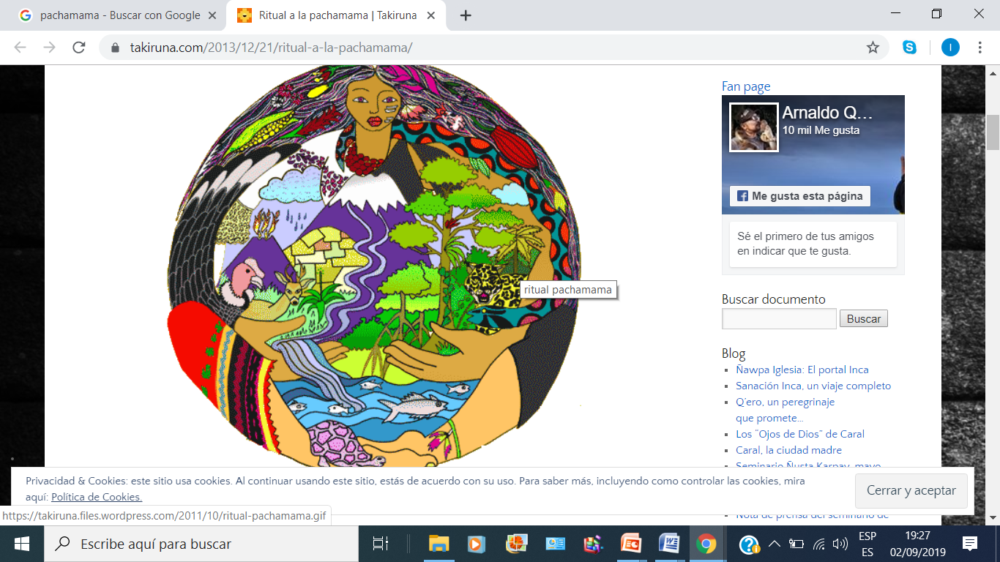 pachamama - Buscar con Google
Ritual a la pachamama | Takiruna
takiruna.com/2013/12/21/ritual-a-la-pachamama/
I
Fan page
Arnaldo Q...
10 mil Me gusta
Me gusta esta página
Sé el primero de tus amigos
en indicar que te gusta.
ritual pachamama
Buscar documento
Buscar
Blog
Ñawpa Iglesia: El portal Inca
Sanación Inca, un viaje completo
Q´ero, un peregrinaje
que promete...
Los ¨Ojos de Dios¨ de Caral
Caral, la ciudad madre
Seminario Ñusta Karpay, mayo
Privacidad & Cookies: este sitio usa cookies. Al continuar usando este sitio, estás de acuerdo con su uso. Para saber más, incluyendo como controlar las cookies, mira
aquí: Política de Cookies.
Cerrar y aceptar
Nota de prensa del seminario de
https://takiruna.files.wordpress.com/2011/10/ritual-pachamama.gif
Escribe aquí para buscar
ESP
ES
19:27
02/09/2019